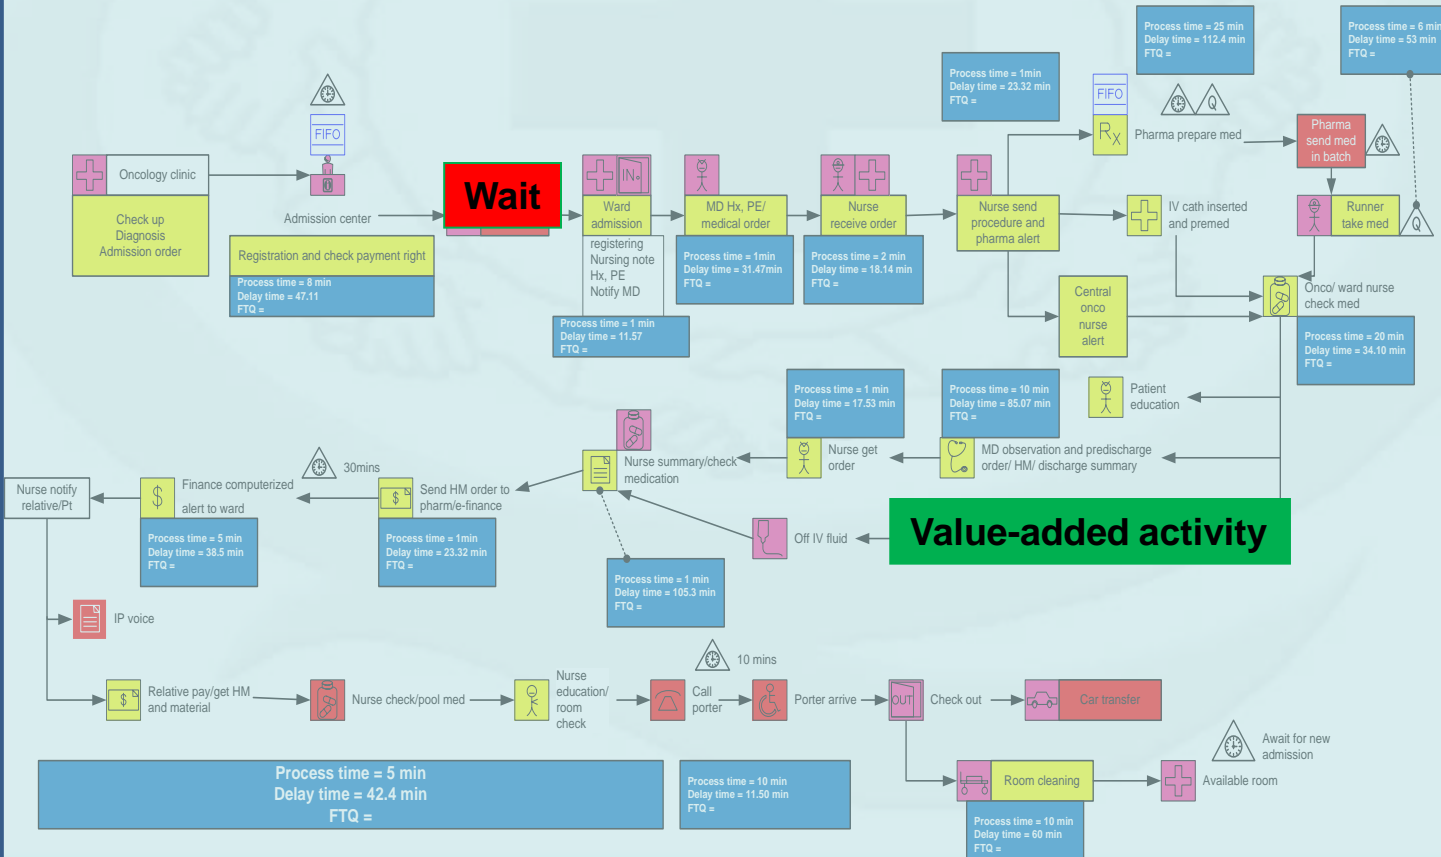 Process time = 25 min
Delay time = 112.4 min
FTQ =
Process time = 6 min
Delay time = 53 min
FTQ =
Process time = 1min
Delay time = 23.32 min
FTQ =
FIFO
FIFO
Rx
Pharma prepare med
Q
Pharma
send med
in batch
Oncology clinic
Check up
Diagnosis
Admission order
Admission center
Registration and check payment right
Process time = 8 min
Delay time = 47.11
FTQ =
Wait
IN
Ward
admission
registering
Nursing note
Hx, PE
Notify MD
Process time = 1 min
Delay time = 11.57
FTQ =
MD Hx, PE/
medical order
Process time = 1min
Delay time = 31.47min
FTQ =
Nurse
receive order
Process time = 2 min
Delay time = 18.14 min
FTQ =
Nurse send
procedure and
pharma alert
IV cath inserted
and premed
Runner
take med
Q
Central
onco
nurse
alert
Onco/ ward nurse
check med
Process time = 20 min
Delay time = 34.10 min
FTQ =
Patient
education
Process time = 10 min
Delay time = 85.07 min
FTQ =
MD observation and predischarge
order/ HM/ discharge summary
Process time = 1 min
Delay time = 17.53 min
FTQ =
Nurse get
order
Nurse summary/check
medication
Value-added activity
Off IV fluid
Process time = 1 min
Delay time = 105.3 min
FTQ =
Send HM order to
pharm/e-finance
$
Process time = 1min
Delay time = 23.32 min
FTQ =
30mins
$
Finance computerized
alert to ward
Process time = 5 min
Delay time = 38.5 min
FTQ =
Nurse notify
relative/Pt
IP voice
$
Relative pay/get HM
and material
Nurse check/pool med
Nurse
education/
room
check
Call
porter
10 mins
Porter arrive
OUT
Check out
Car transfer
Process time = 5 min
Delay time = 42.4 min
FTQ =
Process time = 10 min
Delay time = 11.50 min
FTQ =
Room cleaning
Process time = 10 min
Delay time = 60 min
FTQ =
Available room
Await for new
admission